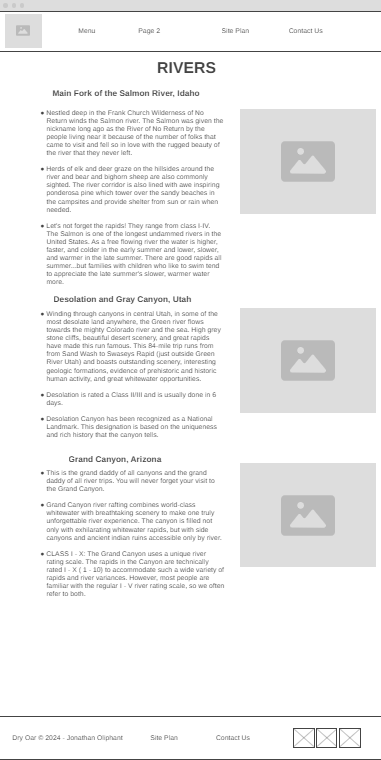 Menu Page 2 Site Plan Contact Us
RIVERS
Main Fork of the Salmon River, Idaho
● Nestled deep in the Frank Church Wilderness of No
Return winds the Salmon river. The Salmon was given the
nickname long ago as the River of No Return by the
people living near it because of the number of folks that
came to visit and fell so in love with the rugged beauty of
the river that they never left.
● Herds of elk and deer graze on the hillsides around the
river and bear and bighorn sheep are also commonly
sighted. The river corridor is also lined with awe inspiring
ponderosa pine which tower over the sandy beaches in
the campsites and provide shelter from sun or rain when
needed.
● Let's not forget the rapids! They range from class I-IV.
The Salmon is one of the longest undammed rivers in the
United States. As a free flowing river the water is higher,
faster, and colder in the early summer and lower, slower,
and warmer in the late summer. There are good rapids all
summer...but families with children who like to swim tend
to appreciate the late summer's slower, warmer water
more.
Desolation and Gray Canyon, Utah
● Winding through canyons in central Utah, in some of the
most desolate land anywhere, the Green river flows
towards the mighty Colorado river and the sea. High grey
stone cliffs, beautiful desert scenery, and great rapids
have made this run famous. This 84-mile trip runs from
from Sand Wash to Swaseys Rapid (just outside Green
River Utah) and boasts outstanding scenery, interesting
geologic formations, evidence of prehistoric and historic
human activity, and great whitewater opportunities.
● Desolation is rated a Class II/III and is usually done in 6
days.
● Desolation Canyon has been recognized as a National
Landmark. This designation is based on the uniqueness
and rich history that the canyon tells.
Grand Canyon, Arizona
● This is the grand daddy of all canyons and the grand
daddy of all river trips. You will never forget your visit to
the Grand Canyon.
● Grand Canyon river rafting combines world-class
whitewater with breathtaking scenery to make one truly
unforgettable river experience. The canyon is filled not
only with exhilarating whitewater rapids, but with side
canyons and ancient indian ruins accessible only by river.
● CLASS I - X: The Grand Canyon uses a unique river
rating scale. The rapids in the Canyon are technically
rated I - X ( 1 - 10) to accommodate such a wide variety of
rapids and river variances. However, most people are
familiar with the regular I - V river rating scale, so we often
refer to both.
Dry Oar © 2024 - Jonathan Oliphant Site Plan Contact Us